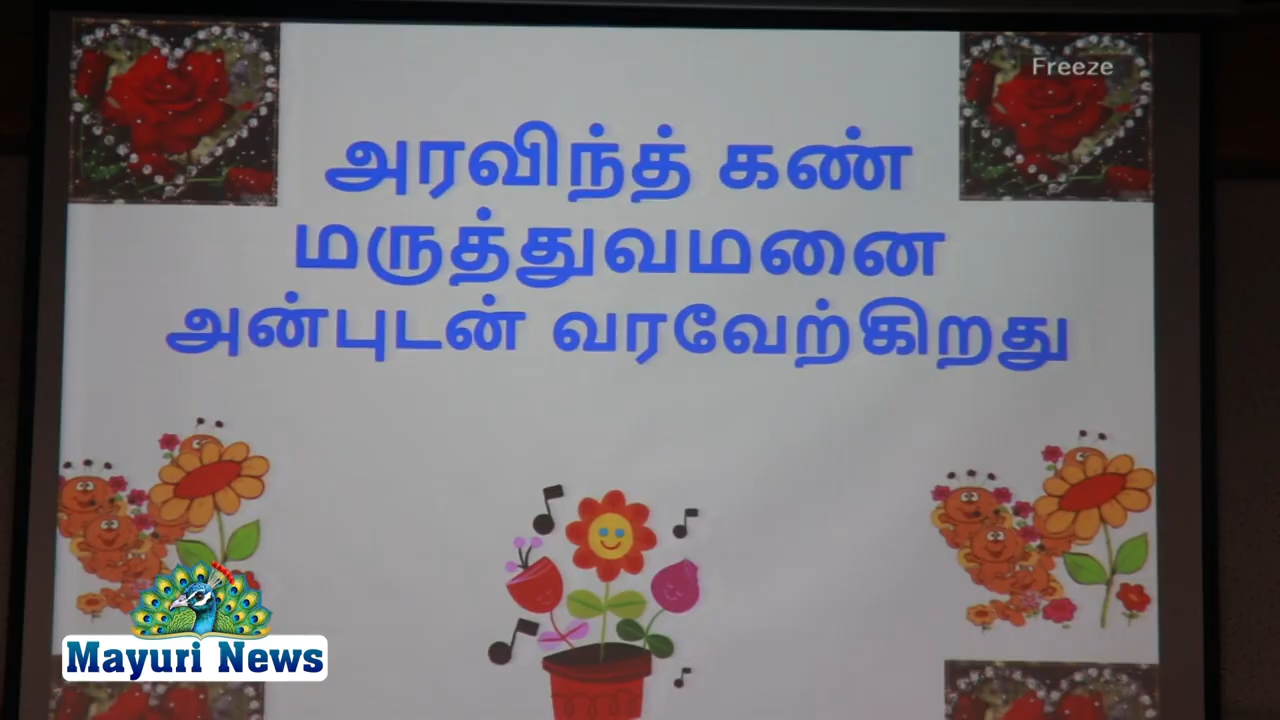 Freeze
அரவிந்த் கண்
மருத்துவமனை
அன்புடன் வரவேற்கிறது
Mayuri News